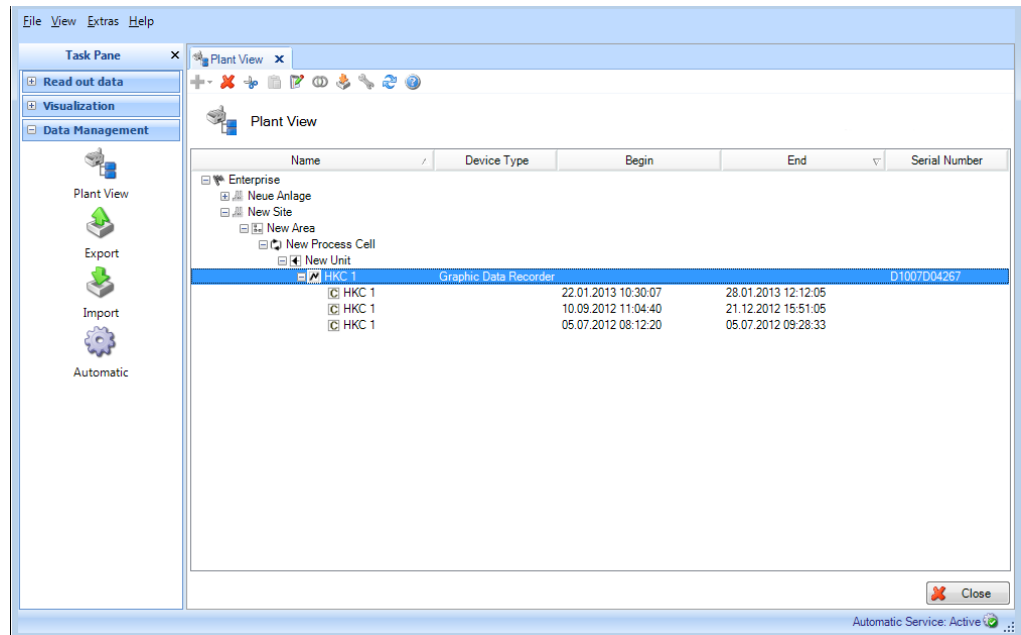 File View Extras Help
Task Pane
Plant View
Read out data
Visualization
Data Management
Plant View
Export
Import
Automatic
Plant View
Name Device Type Begin End Serial Number
Enterprise
Neue Anlage
New Site
New Area
New Process Cell
New Unit
HKC 1 Graphic Data Recorder D1007D04267
C HKC 1 22.01.2013 10:30:07 28.01.2013 12:12:05
C HKC 1 10.09.2012 11:04:40 21.12.2012 15:51:05
C HKC 1 05.07.2012 08:12:20 05.07.2012 09:28:33
Close
Automatic Service: Active